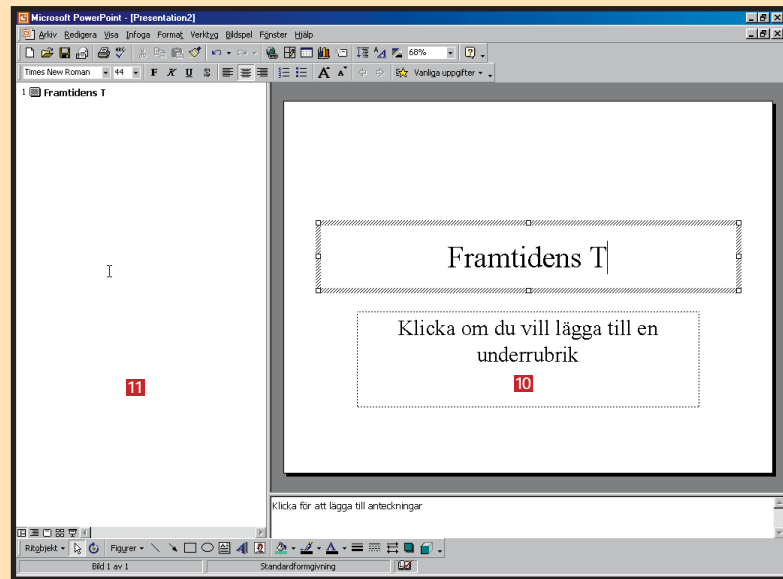 Microsoft PowerPoint - [Presentation2]
Arkiv Redigera Visa Infoga Format Verktyg Bildspel Fönster Hjälp
68%
Times New Roman 44 F K U S A A Vanliga uppgifter
1 Framtidens T
Framtidens T
Klicka om du vill lägga till en
underrubrik
10
11
Klicka för att lägga till anteckningar
Ritobjekt Figurer
Bild 1 av 1 Standardformgivning